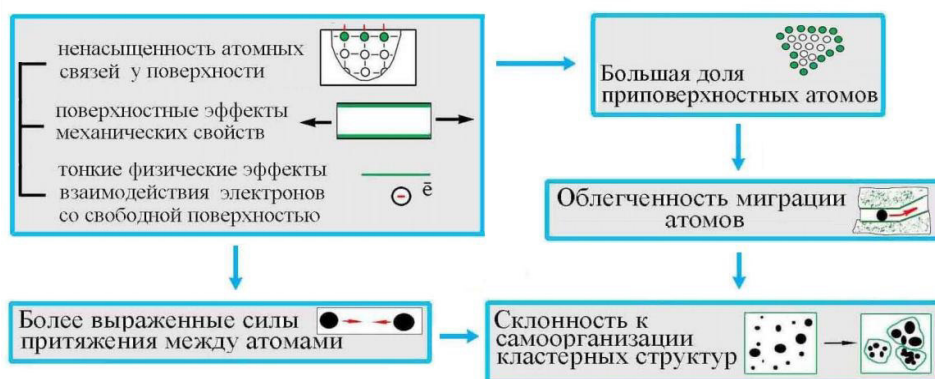 ненасыщенность атомных
связей у поверхности
поверхностные эффекты
механических свойств
тонкие физические эффекты
взаимодействия электронов
со свободной поверхностью
ē
Большая доля
приповерхностных атомов
Облегченность миграции
атомов
Более выраженные силы
притяжения между атомами
Склонность к
самоорганизации
кластерных структур